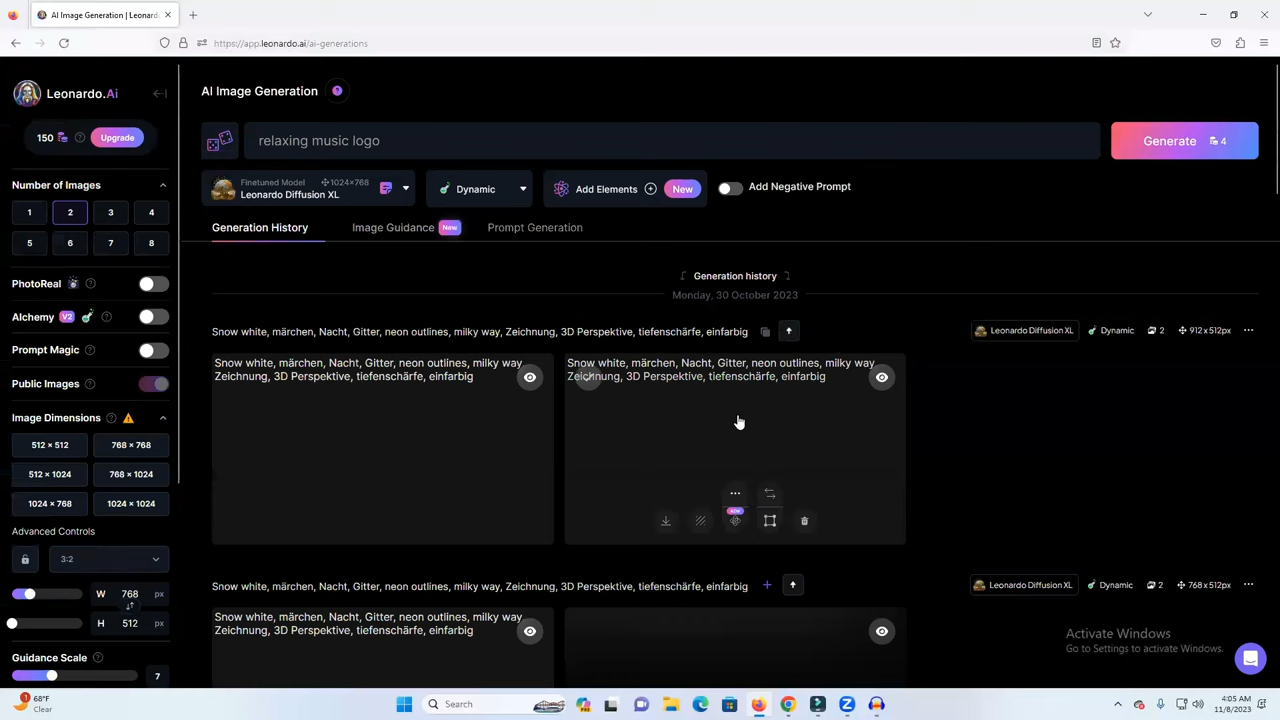 AI Image Generation | Leonardo.
https://app.leonardo.ai/ai-generations
Leonardo.Ai
150 Upgrade
Number of Images
1 2 3 4
5 6 7 8
PhotoReal
Alchemy V2
Prompt Magic
Public Images
Image Dimensions
512 × 512 768 × 768
512 × 1024 768 × 1024
1024 × 768 1024 × 1024
Advanced Controls
3:2
W 768 px
H 512 px
Guidance Scale
7
AI Image Generation ?
relaxing music logo
Generate 4
Finetuned Model 1024×768
Leonardo Diffusion XL
Dynamic
Add Elements New
Add Negative Prompt
Generation History Image Guidance New Prompt Generation
Generation history
Monday, 30 October 2023
Snow white, märchen, Nacht, Gitter, neon outlines, milky way, Zeichnung, 3D Perspektive, tiefenschärfe, einfarbig
Leonardo Diffusion XL Dynamic 2 912 x 512px
Snow white, märchen, Nacht, Gitter, neon outlines, milky way
Zeichnung, 3D Perspektive, tiefenschärfe, einfarbig
Snow white, märchen, Nacht, Gitter, neon outlines, milky way
Zeichnung, 3D Perspektive, tiefenschärfe, einfarbig
Snow white, märchen, Nacht, Gitter, neon outlines, milky way, Zeichnung, 3D Perspektive, tiefenschärfe, einfarbig
Leonardo Diffusion XL Dynamic 2 768 x 512px
Snow white, märchen, Nacht, Gitter, neon outlines, milky way
Zeichnung, 3D Perspektive, tiefenschärfe, einfarbig
Activate Windows
Go to Settings to activate Windows.
1
68°F
Clear
Search
4:05 AM
11/8/2023